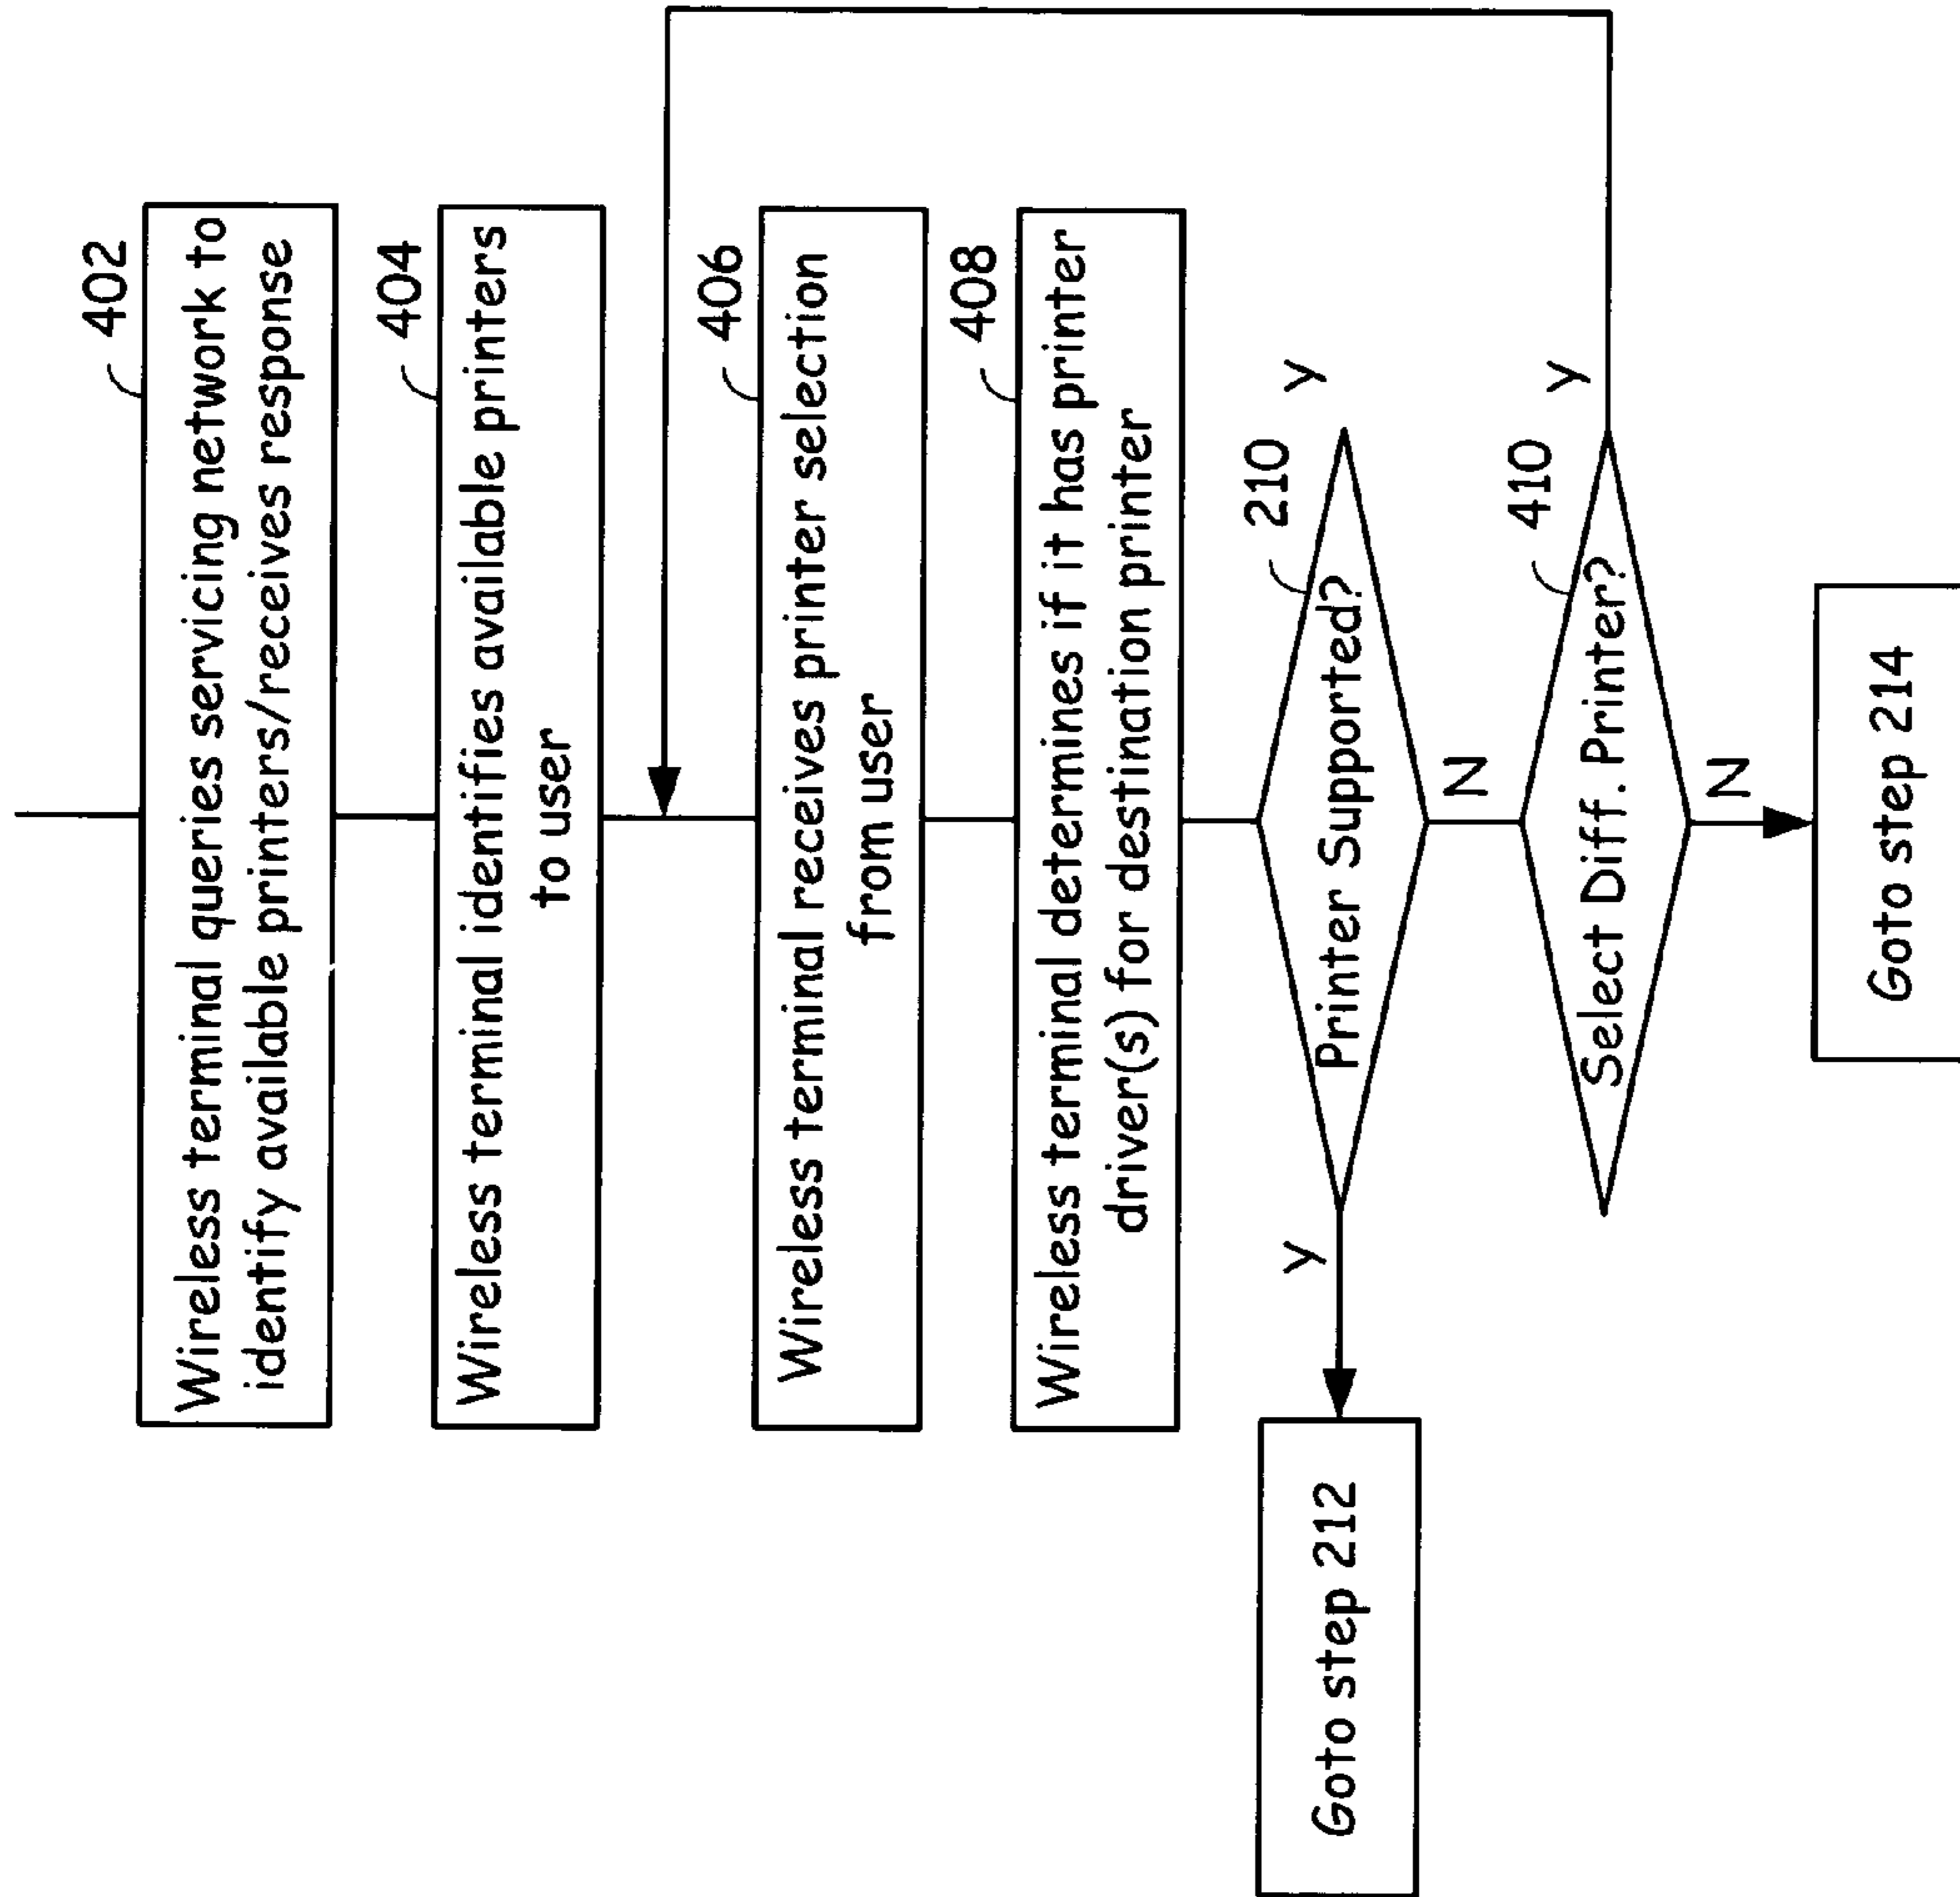 402
Wireless terminal queries servicing network to
identify available printers/receives response
404
Wireless terminal identifies available printers
to user
406
Wireless terminal receives printer selection
from user
408
Wireless terminal determines if it has printer
driver(s) for destination printer
210
Y
Printer Supported?
Y
Goto step 212
N
410
Y
Select Diff. Printer?
N
Goto step 214